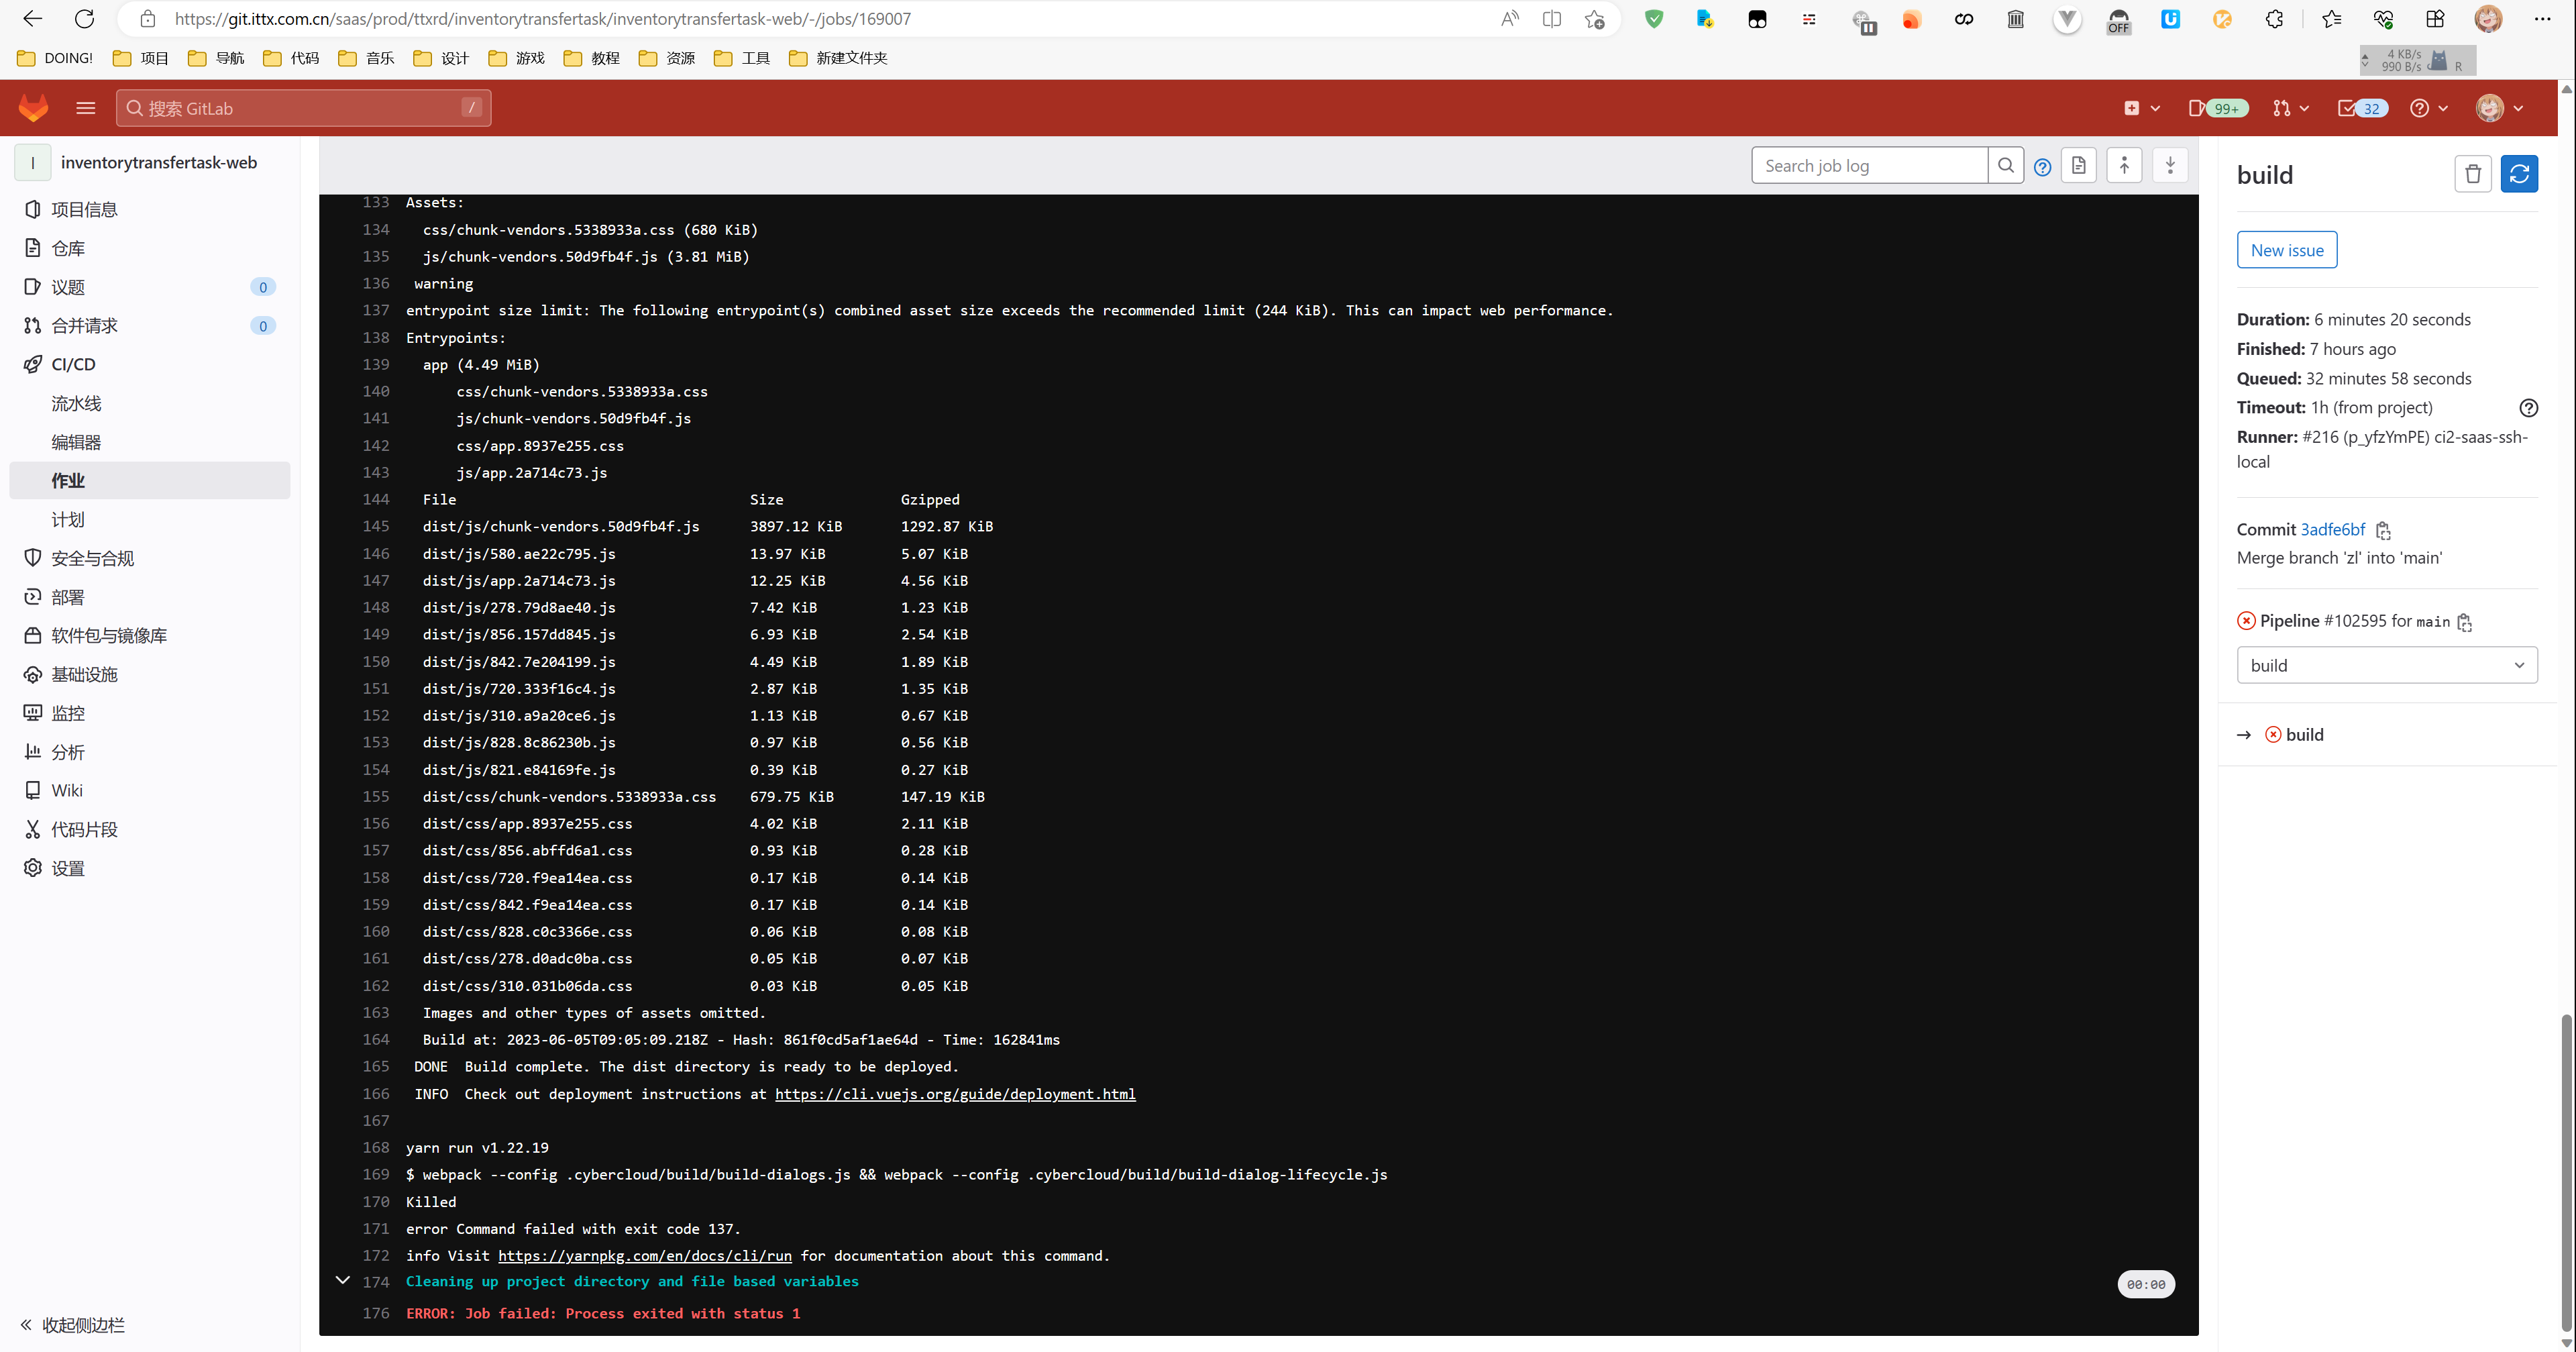 https://git.ittx.com.cn/saas/prod/ttxrd/inventorytransfertask/inventorytransfertask-web/-/jobs/169007
OFF
DOING! 项目 导航 代码 音乐 设计 游戏 教程 资源 工具 新建文件夹
4 KB/s
990 B/s R
搜索 GitLab /
99+ 32
I inventorytransfertask-web
项目信息
仓库
议题 0
合并请求 0
CI/CD
流水线
编辑器
作业
计划
安全与合规
部署
软件包与镜像库
基础设施
监控
分析
Wiki
代码片段
设置
收起侧边栏
Search job log
133 Assets:
134 css/chunk-vendors.5338933a.css (680 KiB)
135 js/chunk-vendors.50d9fb4f.js (3.81 MiB)
136 warning
137 entrypoint size limit: The following entrypoint(s) combined asset size exceeds the recommended limit (244 KiB). This can impact web performance.
138 Entrypoints:
139 app (4.49 MiB)
140 css/chunk-vendors.5338933a.css
141 js/chunk-vendors.50d9fb4f.js
142 css/app.8937e255.css
143 js/app.2a714c73.js
144 File Size Gzipped
145 dist/js/chunk-vendors.50d9fb4f.js 3897.12 KiB 1292.87 KiB
146 dist/js/580.ae22c795.js 13.97 KiB 5.07 KiB
147 dist/js/app.2a714c73.js 12.25 KiB 4.56 KiB
148 dist/js/278.79d8ae40.js 7.42 KiB 1.23 KiB
149 dist/js/856.157dd845.js 6.93 KiB 2.54 KiB
150 dist/js/842.7e204199.js 4.49 KiB 1.89 KiB
151 dist/js/720.333f16c4.js 2.87 KiB 1.35 KiB
152 dist/js/310.a9a20ce6.js 1.13 KiB 0.67 KiB
153 dist/js/828.8c86230b.js 0.97 KiB 0.56 KiB
154 dist/js/821.e84169fe.js 0.39 KiB 0.27 KiB
155 dist/css/chunk-vendors.5338933a.css 679.75 KiB 147.19 KiB
156 dist/css/app.8937e255.css 4.02 KiB 2.11 KiB
157 dist/css/856.abffd6a1.css 0.93 KiB 0.28 KiB
158 dist/css/720.f9ea14ea.css 0.17 KiB 0.14 KiB
159 dist/css/842.f9ea14ea.css 0.17 KiB 0.14 KiB
160 dist/css/828.c0c3366e.css 0.06 KiB 0.08 KiB
161 dist/css/278.d0adc0ba.css 0.05 KiB 0.07 KiB
162 dist/css/310.031b06da.css 0.03 KiB 0.05 KiB
163 Images and other types of assets omitted.
164 Build at: 2023-06-05T09:05:09.218Z - Hash: 861f0cd5af1ae64d - Time: 162841ms
165 DONE Build complete. The dist directory is ready to be deployed.
166 INFO Check out deployment instructions at https://cli.vuejs.org/guide/deployment.html
167
168 yarn run v1.22.19
169 $ webpack --config .cybercloud/build/build-dialogs.js && webpack --config .cybercloud/build/build-dialog-lifecycle.js
170 Killed
171 error Command failed with exit code 137.
172 info Visit https://yarnpkg.com/en/docs/cli/run for documentation about this command.
174 Cleaning up project directory and file based variables 00:00
176 ERROR: Job failed: Process exited with status 1
build
New issue
Duration: 6 minutes 20 seconds
Finished: 7 hours ago
Queued: 32 minutes 58 seconds
Timeout: 1h (from project)
Runner: #216 (p_yfzYmPE) ci2-saas-ssh-
local
Commit 3adfe6bf
Merge branch 'zl' into 'main'
Pipeline #102595 for main
build
build